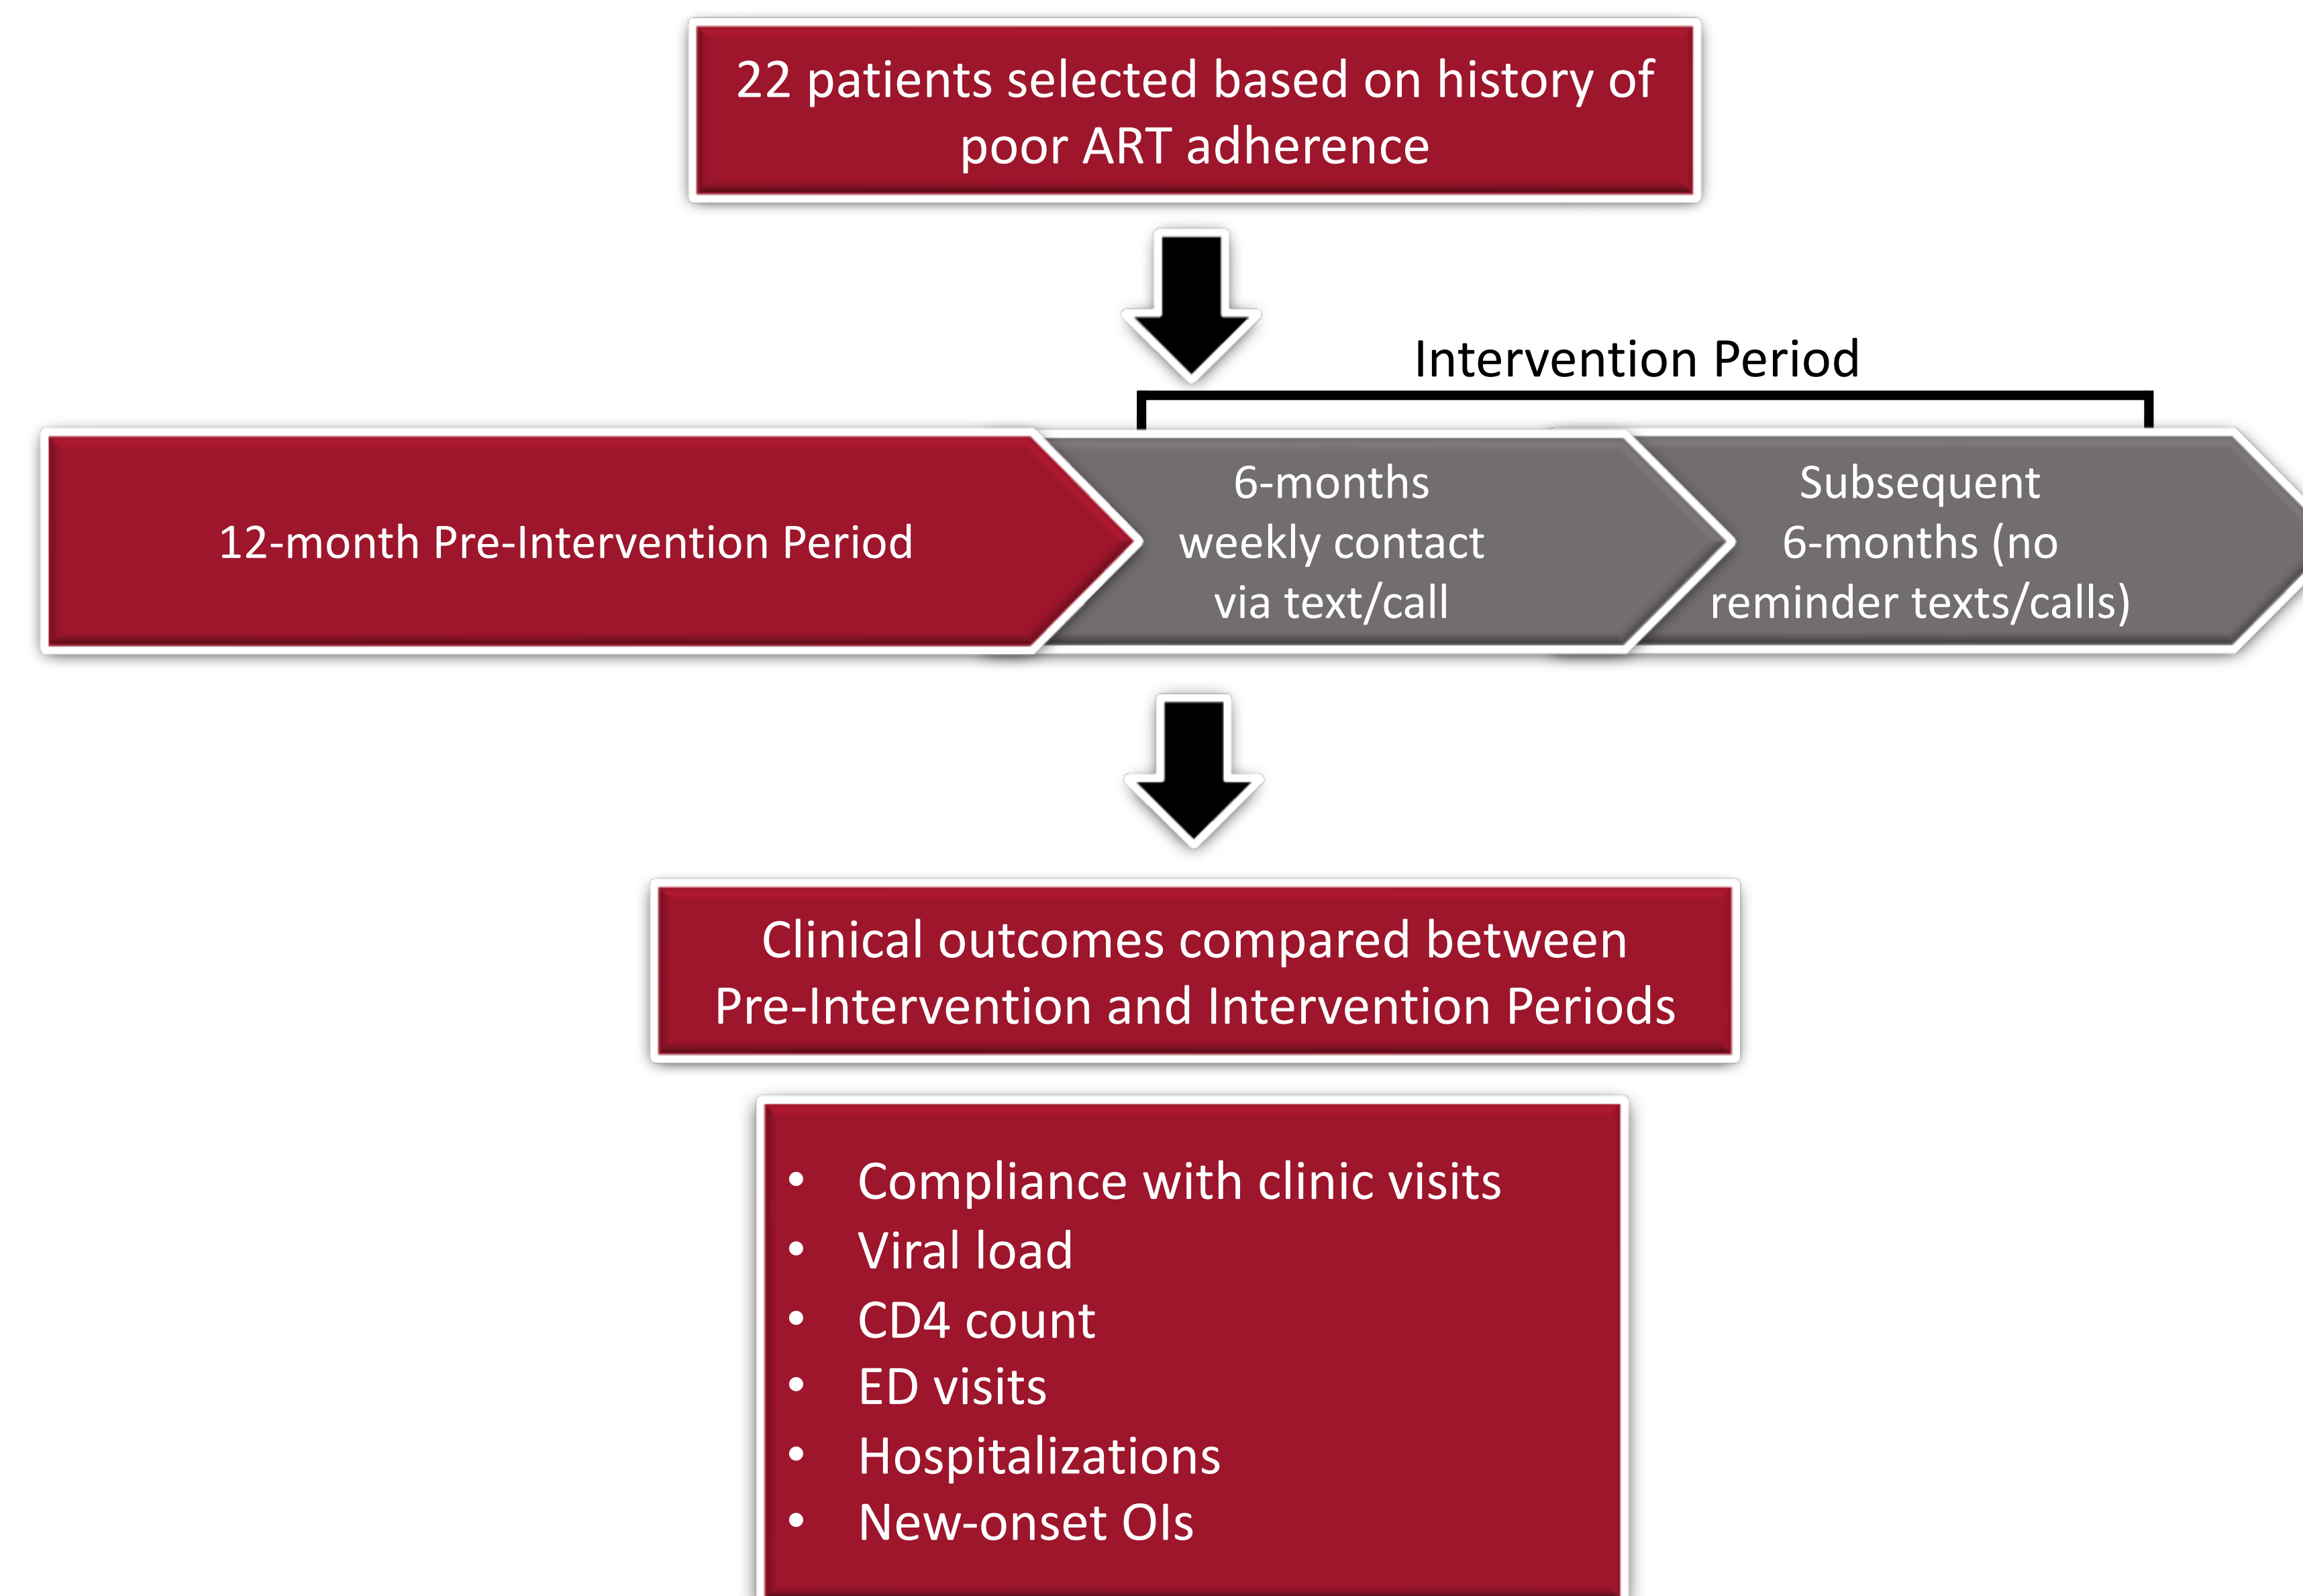 22 patients selected based on history of
poor ART adherence
Intervention Period
12-month Pre-Intervention Period
6-months
weekly contact
via text/call
Subsequent
6-months (no
reminder texts/calls)
Clinical outcomes compared between
Pre-Intervention and Intervention Periods
• Compliance with clinic visits
• Viral load
• CD4 count
• ED visits
• Hospitalizations
• New-onset OIs